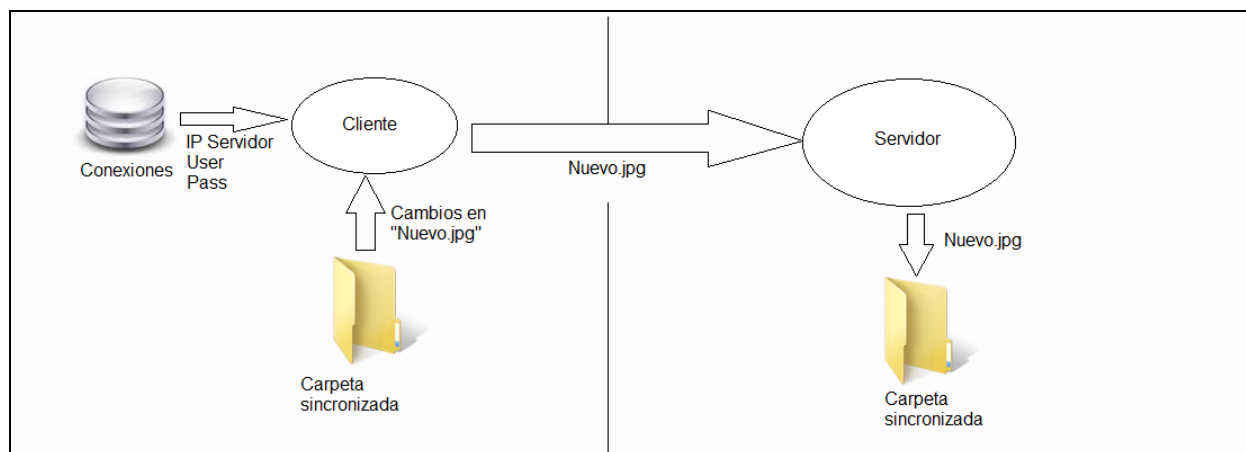 Conexiones
IP Servidor
User
Pass
Cliente
Cambios en
"Nuevo.jpg"
Carpeta
sincronizada
Nuevo.jpg
Servidor
Nuevo.jpg
Carpeta
sincronizada